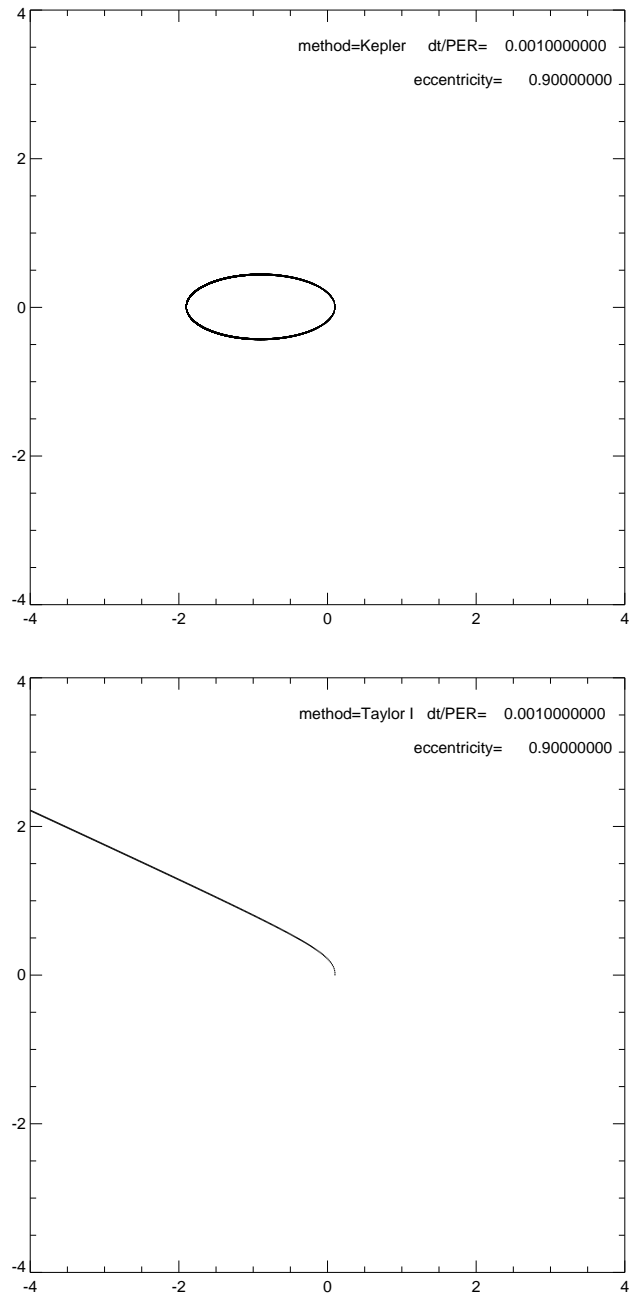 4
method=Kepler dt/PER= 0.0010000000
eccentricity= 0.90000000
2
0
-2
-4
-4 -2 0 2 4
4
method=Taylor I dt/PER= 0.0010000000
eccentricity= 0.90000000
2
0
-2
-4
-4 -2 0 2 4